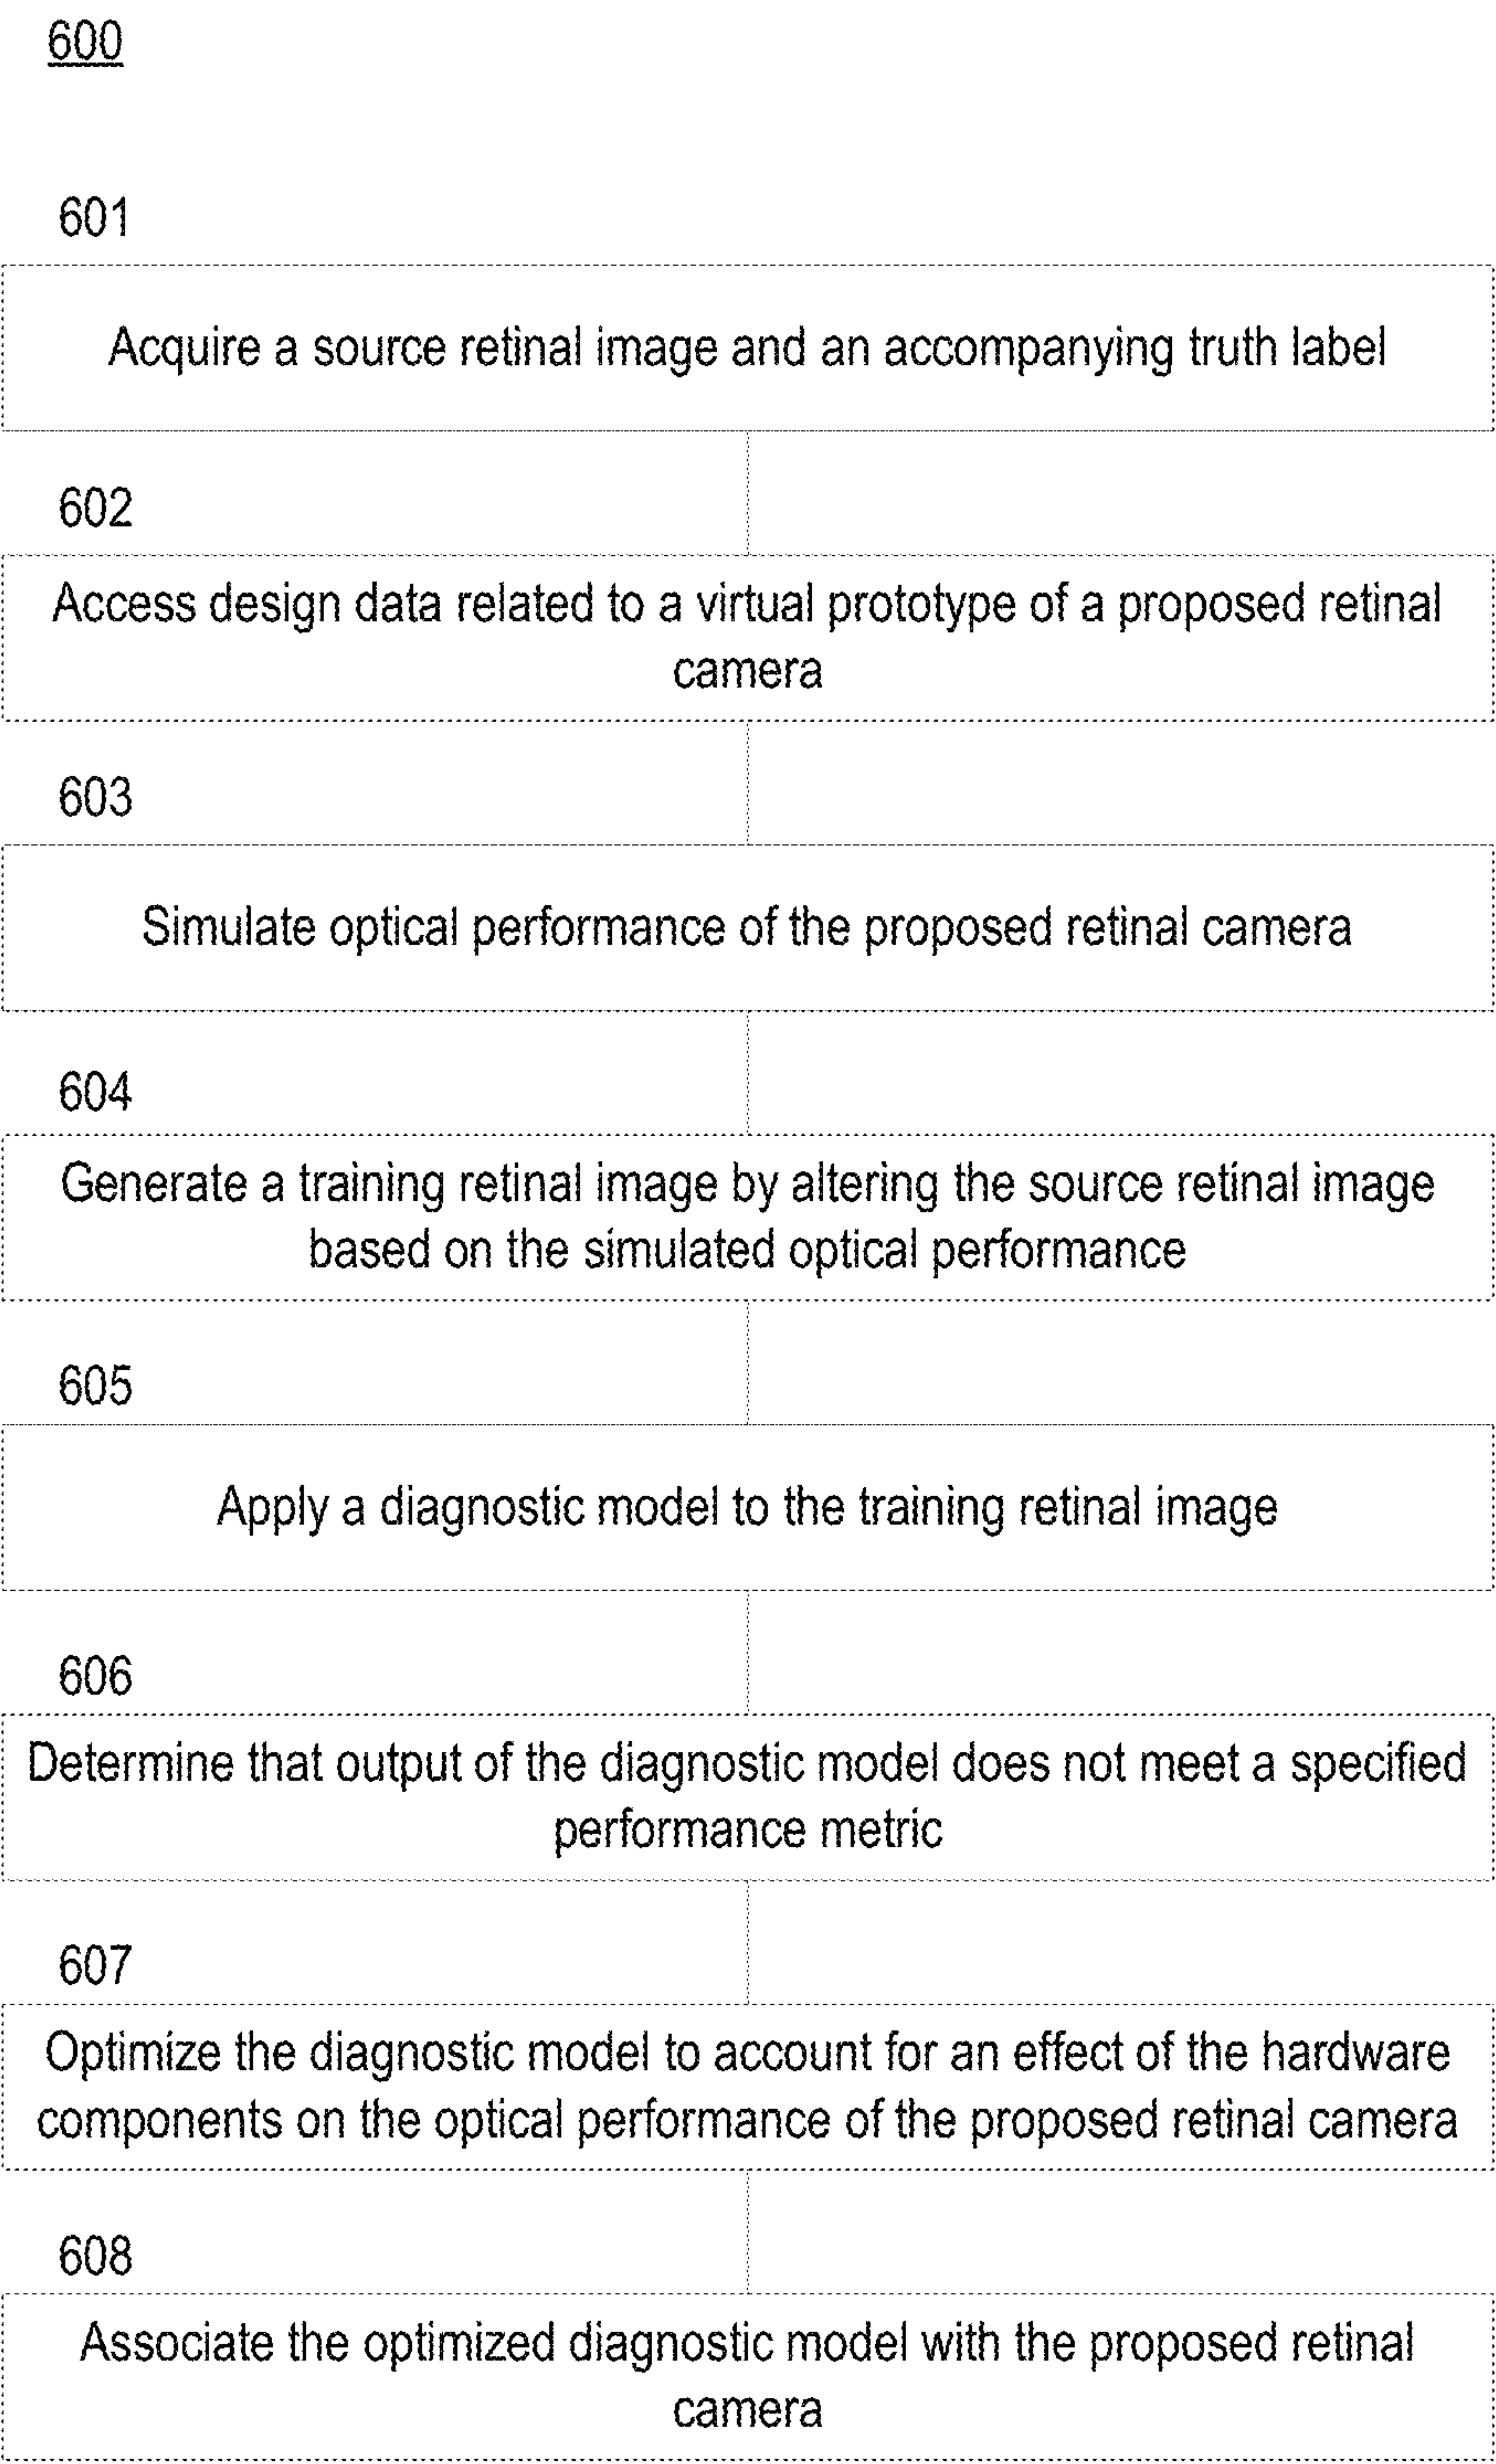 600
601
Acquire a source retinal image and an accompanying truth label
602
Access design data related to a virtual prototype of a proposed retinal
camera
603
Simulate optical performance of the proposed retinal camera
604
Generate a training retinal image by altering the source retinal image
based on the simulated optical performance
605
Apply a diagnostic model to the training retinal image
606
Determine that output of the diagnostic model does not meet a specified
performance metric
607
Optimize the diagnostic model to account for an effect of the hardware
components on the optical performance of the proposed retinal camera
608
Associate the optimized diagnostic model with the proposed retinal
camera